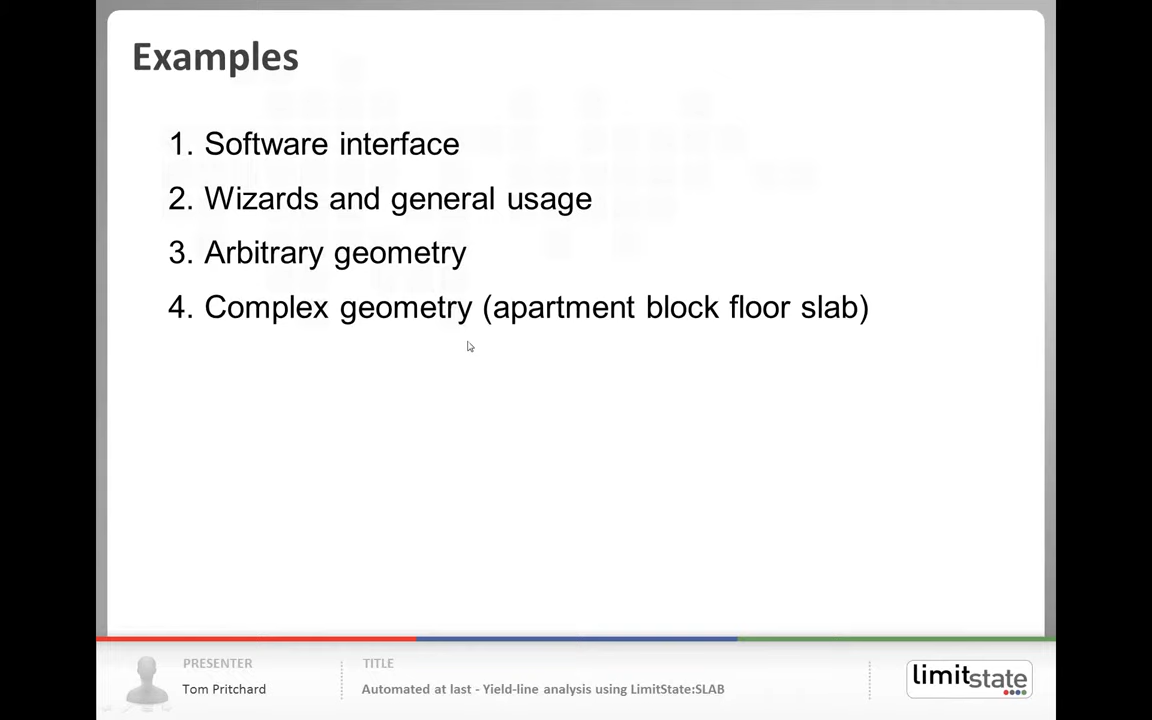 Examples
1. Software interface
2. Wizards and general usage
3. Arbitrary geometry
4. Complex geometry (apartment block floor slab)
PRESENTER
Tom Pritchard
TITLE
Automated at last - Yield-line analysis using LimitState:SLAB
limitstate